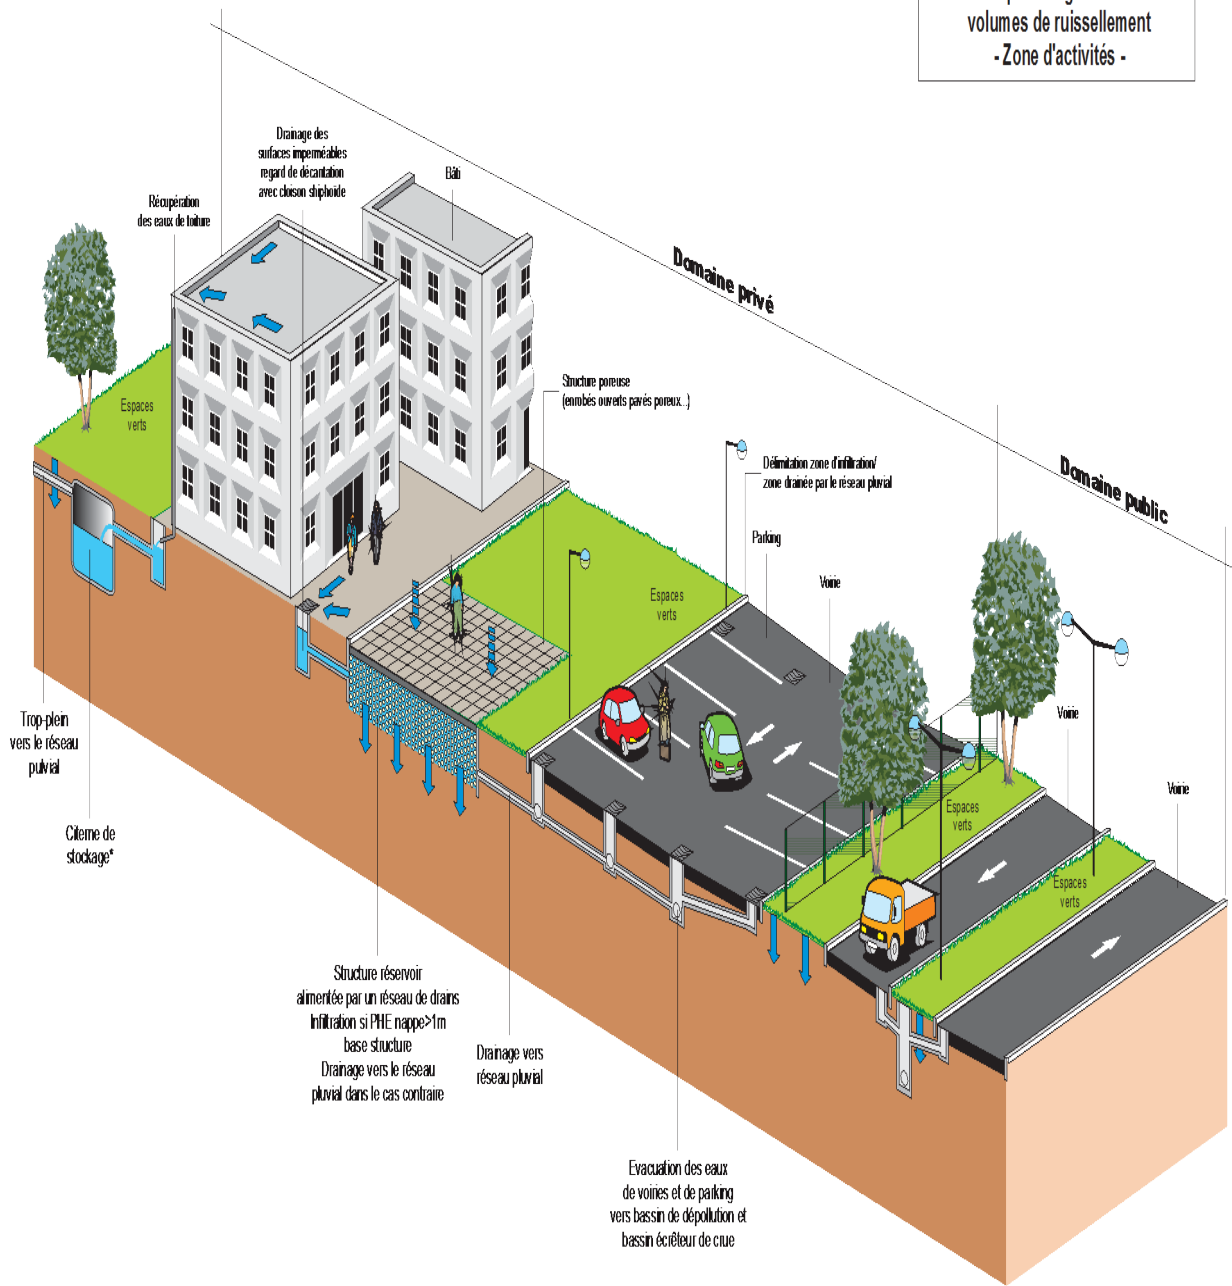 volumes de ruissellement
- Zone d'activités -
Drainage des
surfaces imperméables
regard de décantation
avec cloison shiphoïde
Bâti
Récupération
des eaux de toiture
Domaine privé
Structure poreuse
(enrobés ouverts pavés poreux...)
Espaces
verts
Délimitation zone d'infiltration/
zone drainée par le réseau pluvial
Domaine public
Parking
Voirie
Espaces
verts
Trop-plein
vers le réseau
pulvial
Voirie
Voirie
Espaces
verts
Citerne de
stockage*
Espaces
verts
Structure réservoir
alimentée par un réseau de drains
Infiltration si PHE nappe>1m
base structure
Drainage vers le réseau
pluvial dans le cas contraire
Drainage vers
réseau pluvial
Evacuation des eaux
de voiries et de parking
vers bassin de dépollution et
bassin écrêteur de crue